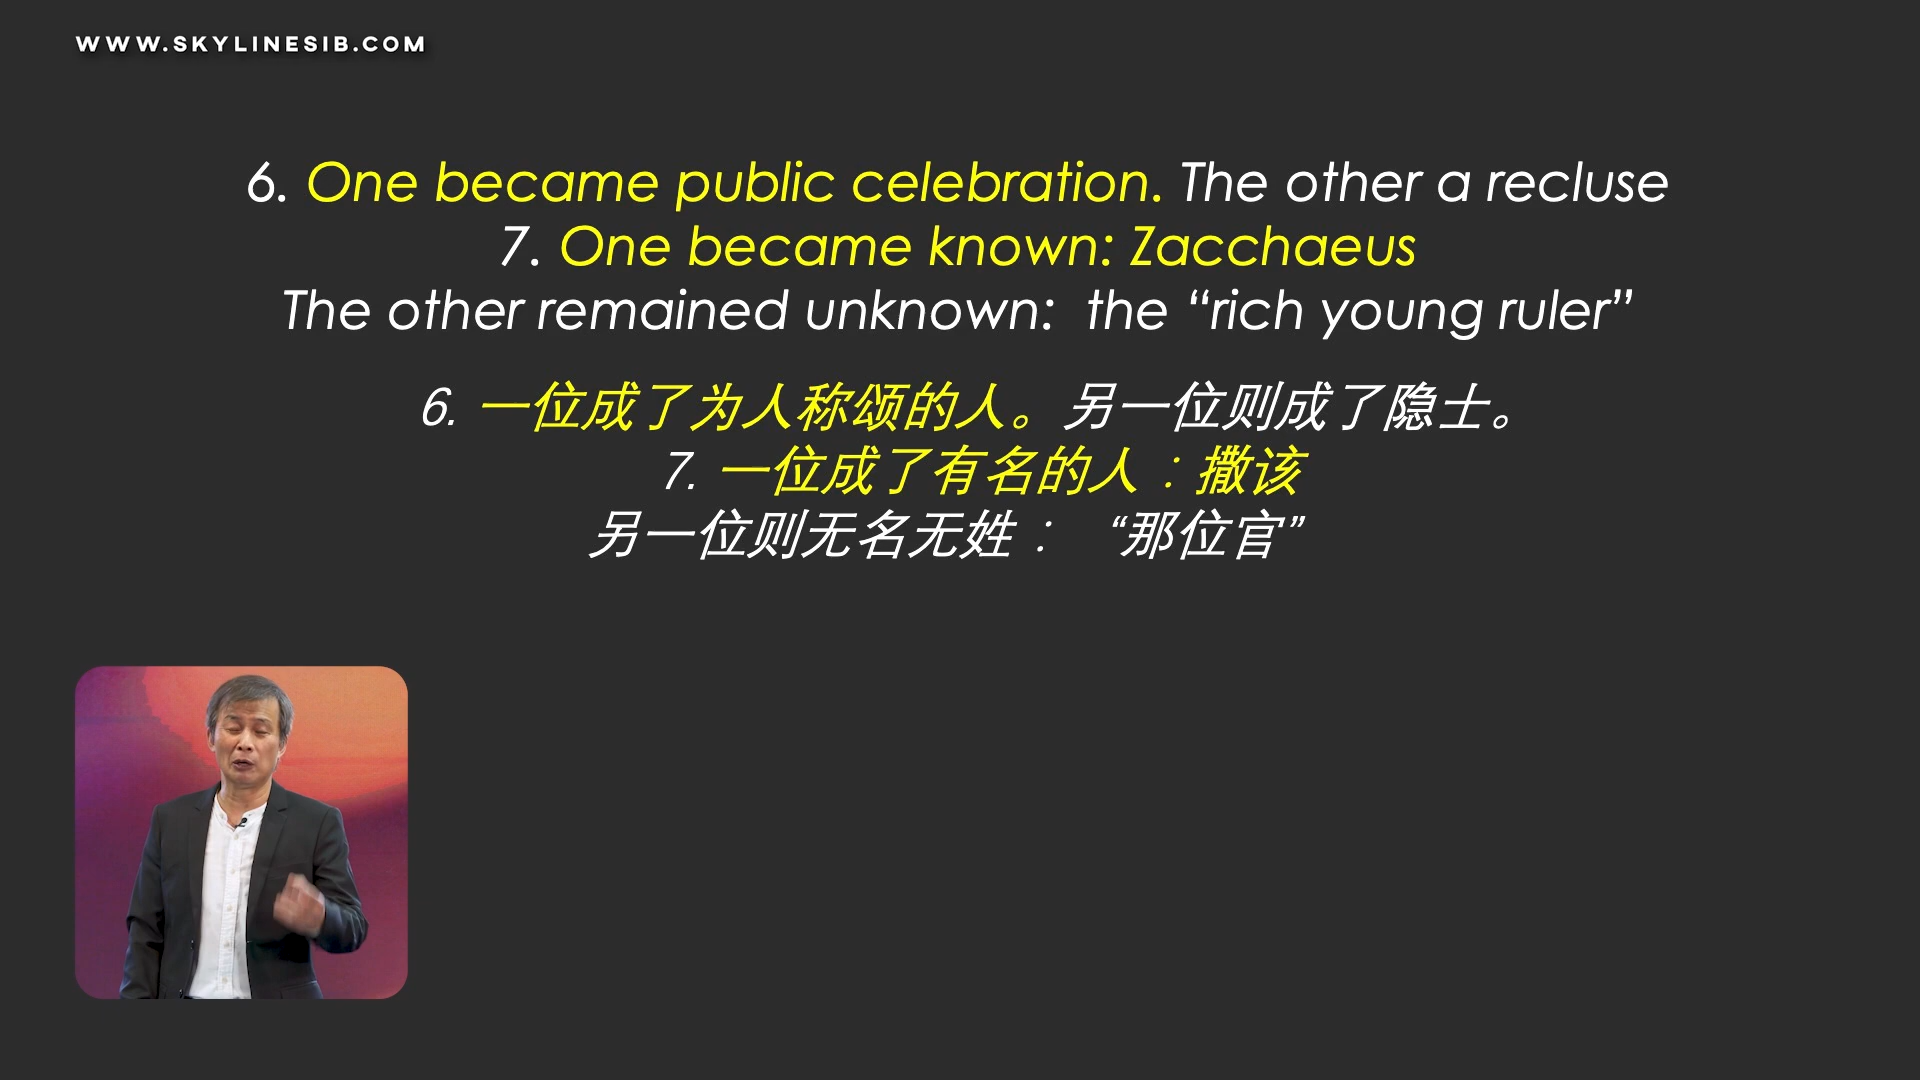 WWW.SKYLINESIB.COM
6. One became public celebration. The other a recluse
7. One became known: Zacchaeus
The other remained unknown:  the “rich young ruler”
6. 一位成了为人称颂的人。另一位则成了隐士。
7. 一位成了有名的人：撒该
另一位则无名无姓： “那位官”